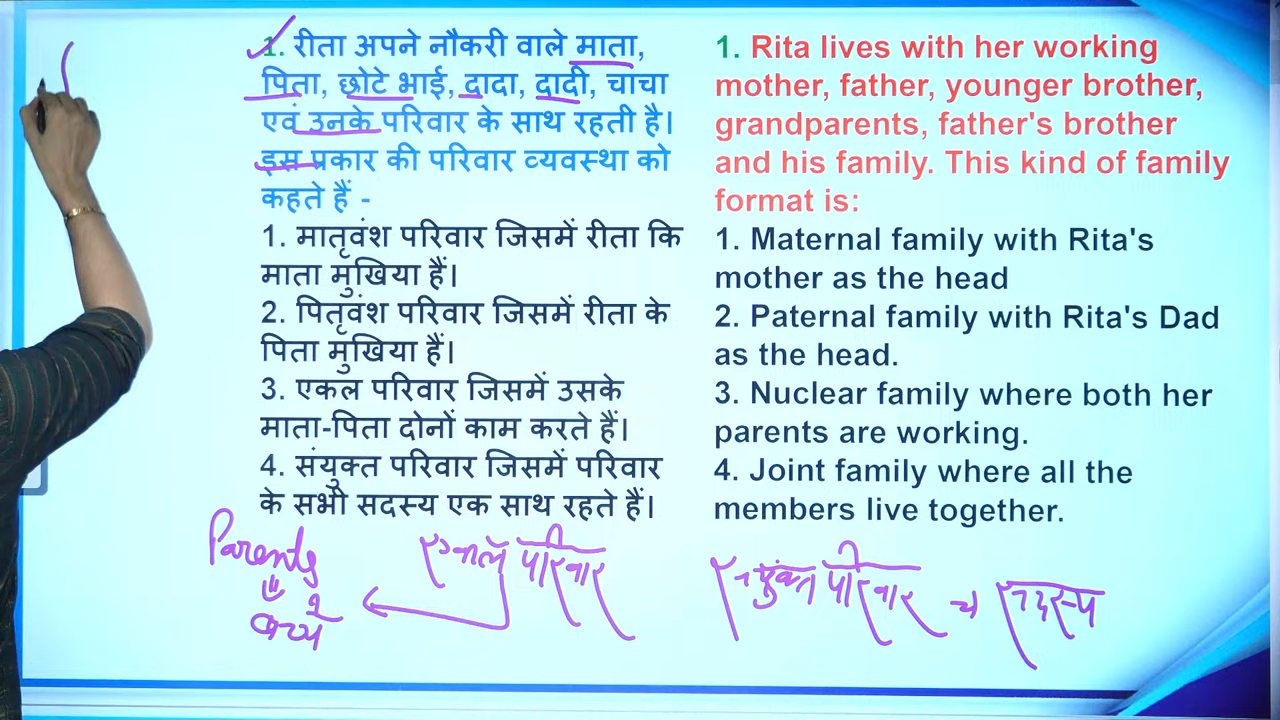 1. रीता अपने नौकरी वाले माता,
पिता, छोटे भाई, दादा, दादी, चाचा
एवं उनके परिवार के साथ रहती है।
इस प्रकार की परिवार व्यवस्था को
कहते हैं -
1. मातृवंश परिवार जिसमें रीता कि
माता मुखिया हैं।
2. पितृवंश परिवार जिसमें रीता के
पिता मुखिया हैं।
3. एकल परिवार जिसमें उसके
माता-पिता दोनों काम करते हैं।
4. संयुक्त परिवार जिसमें परिवार
के सभी सदस्य एक साथ रहते हैं।
1. Rita lives with her working
mother, father, younger brother,
grandparents, father's brother
and his family. This kind of family
format is:
1. Maternal family with Rita's
mother as the head
2. Paternal family with Rita's Dad
as the head.
3. Nuclear family where both her
parents are working.
4. Joint family where all the
members live together.
Parents
बच्चे
एकल परिवार
संयुक्त परिवार
सदस्य